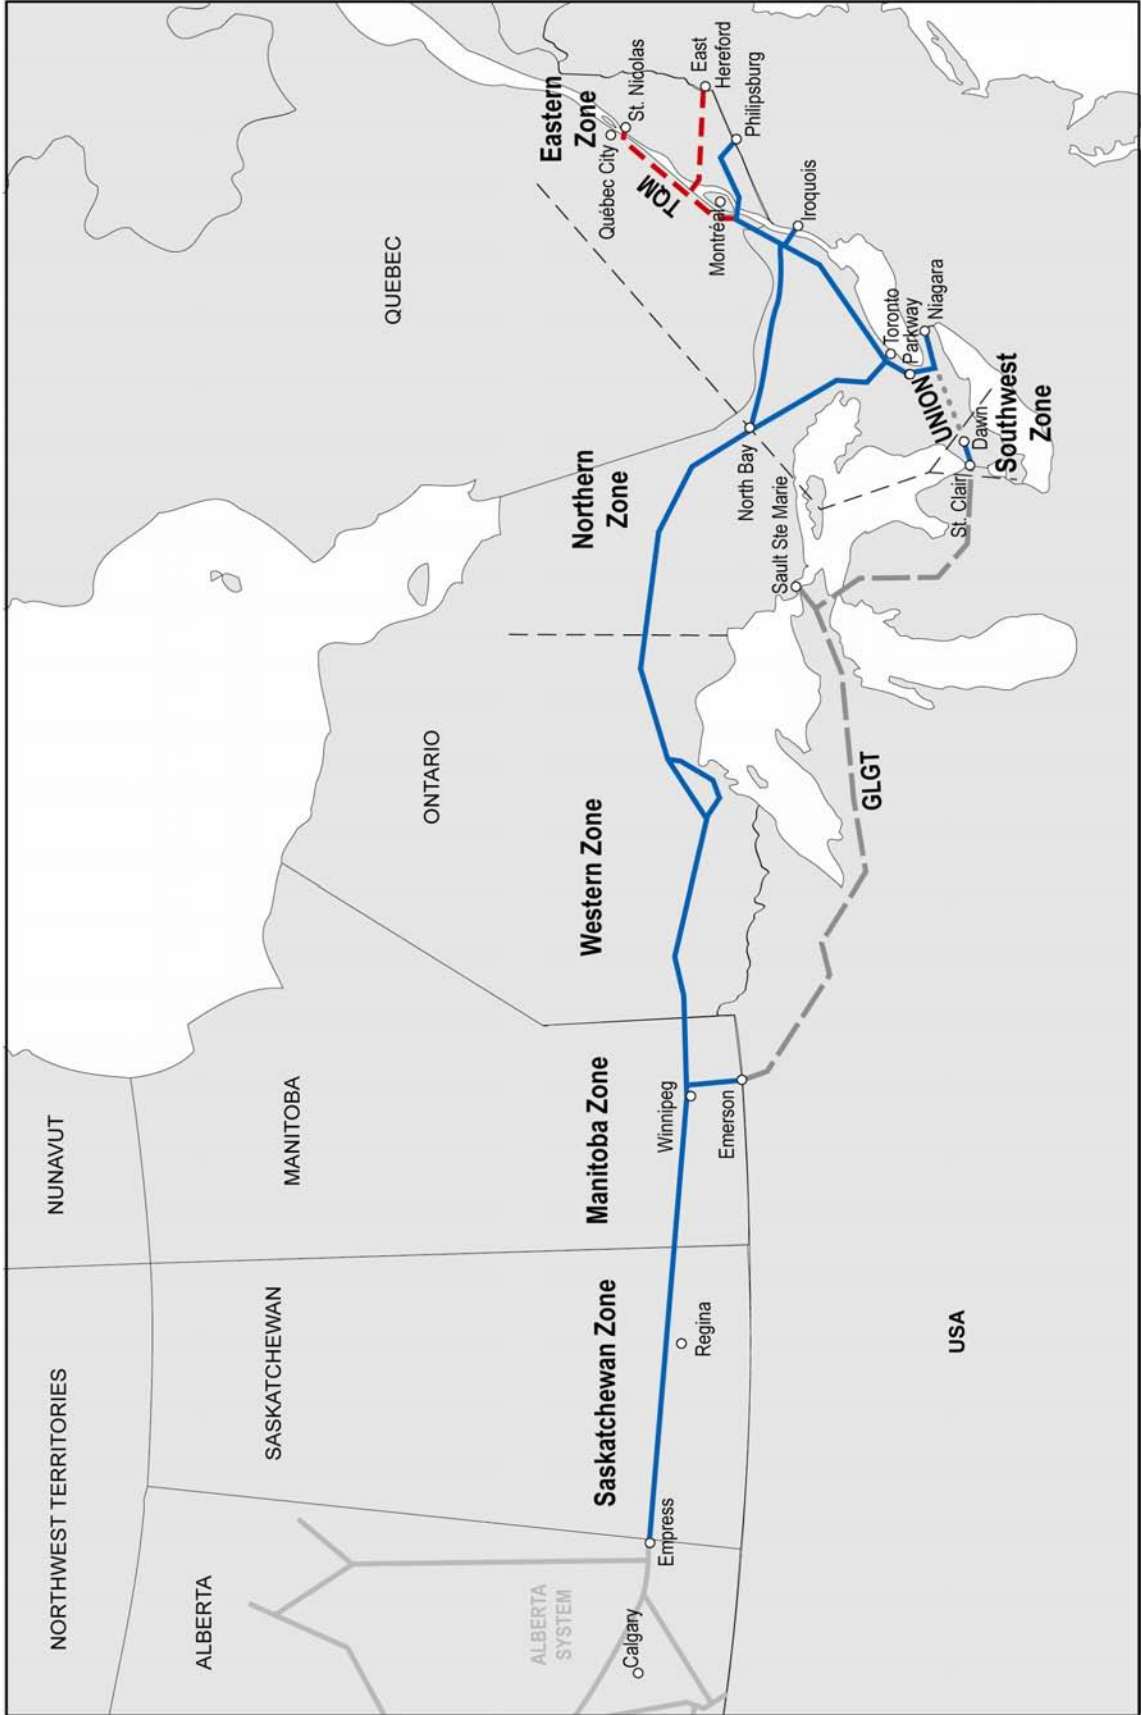 NORTHWEST TERRITORIES
NUNAVUT
ALBERTA
SASKATCHEWAN
MANITOBA
ONTARIO
QUEBEC
ALBERTA
SYSTEM
Saskatchewan Zone
Manitoba Zone
Western Zone
Northern
Zone
Eastern
Zone
Southwest
Zone
Calgary
Empress
Regina
Winnipeg
Emerson
GLGT
USA
Sault Ste Marie
North Bay
St. Clair
Dawn
UNION
Toronto
Parkway
Niagara
Iroquois
Montréal
TQM
Québec City
St. Nicolas
East
Hereford
Philipsburg